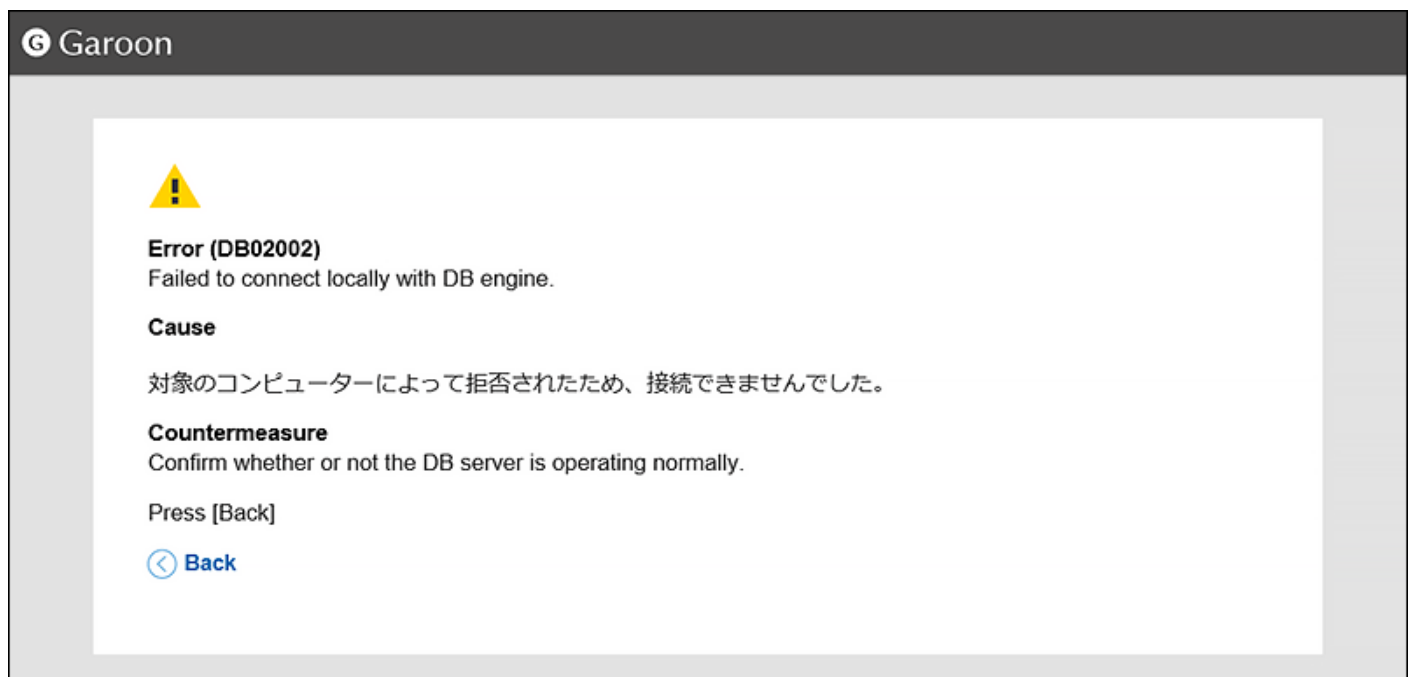 G Garoon
Error (DB02002)
Failed to connect locally with DB engine.
Cause
対象のコンピューターによって拒否されたため、接続できませんでした。
Countermeasure
Confirm whether or not the DB server is operating normally.
Press [Back]
Back